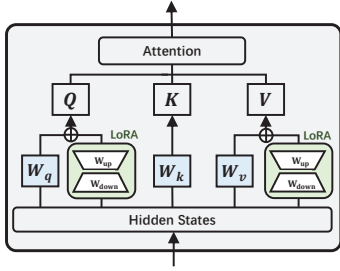 Attention
Q K V
LoRA LoRA
W_q W_up W_k W_v W_up
W_down W_down
Hidden States